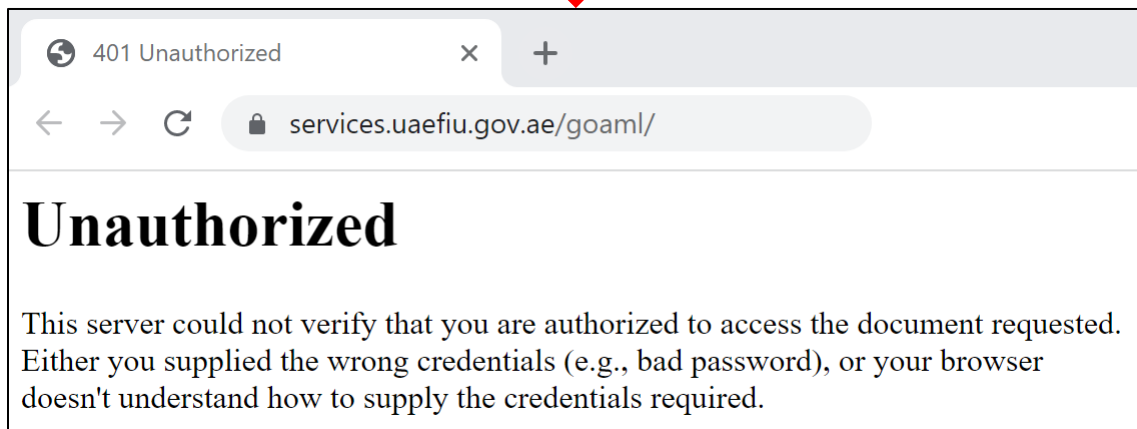 401 Unauthorized
services.uaefiu.gov.ae/goaml/
Unauthorized
This server could not verify that you are authorized to access the document requested.
Either you supplied the wrong credentials (e.g., bad password), or your browser
doesn't understand how to supply the credentials required.